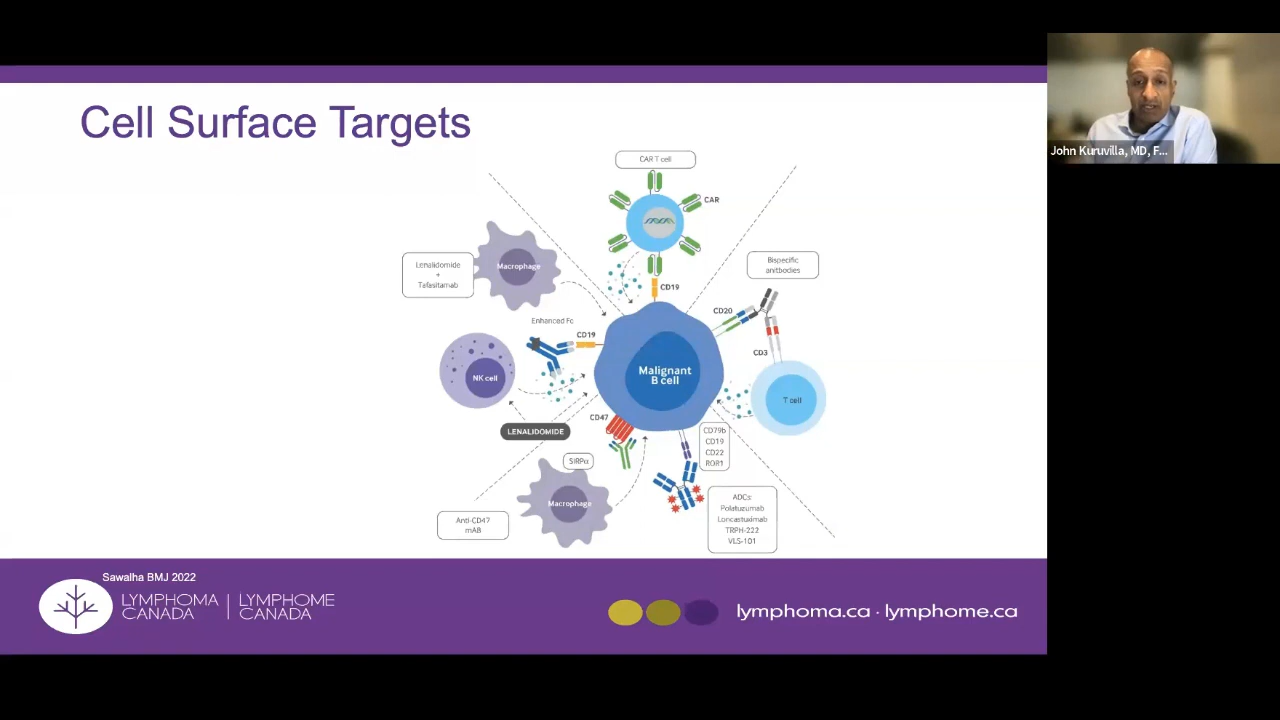 Cell Surface Targets
CAR T cell
CAR
CD19
Macrophage
Lenalidomide
+
Tafasitamab
Enhanced Fc
CD19
NK cell
LENALIDOMIDE
Bispecific
anitbodies
CD20
CD3
T cell
Malignant
B cell
CD47
SIRPα
Macrophage
Anti-CD47
mAB
CD79b
CD19
CD22
ROR1
ADCs
Polatuzumab
Loncastuximab
TRPH-222
VLS-101
Sawalha BMJ 2022
LYMPHOMA | LYMPHOME
CANADA | CANADA
lymphoma.ca · lymphome.ca
John Kuruvilla, MD, F...